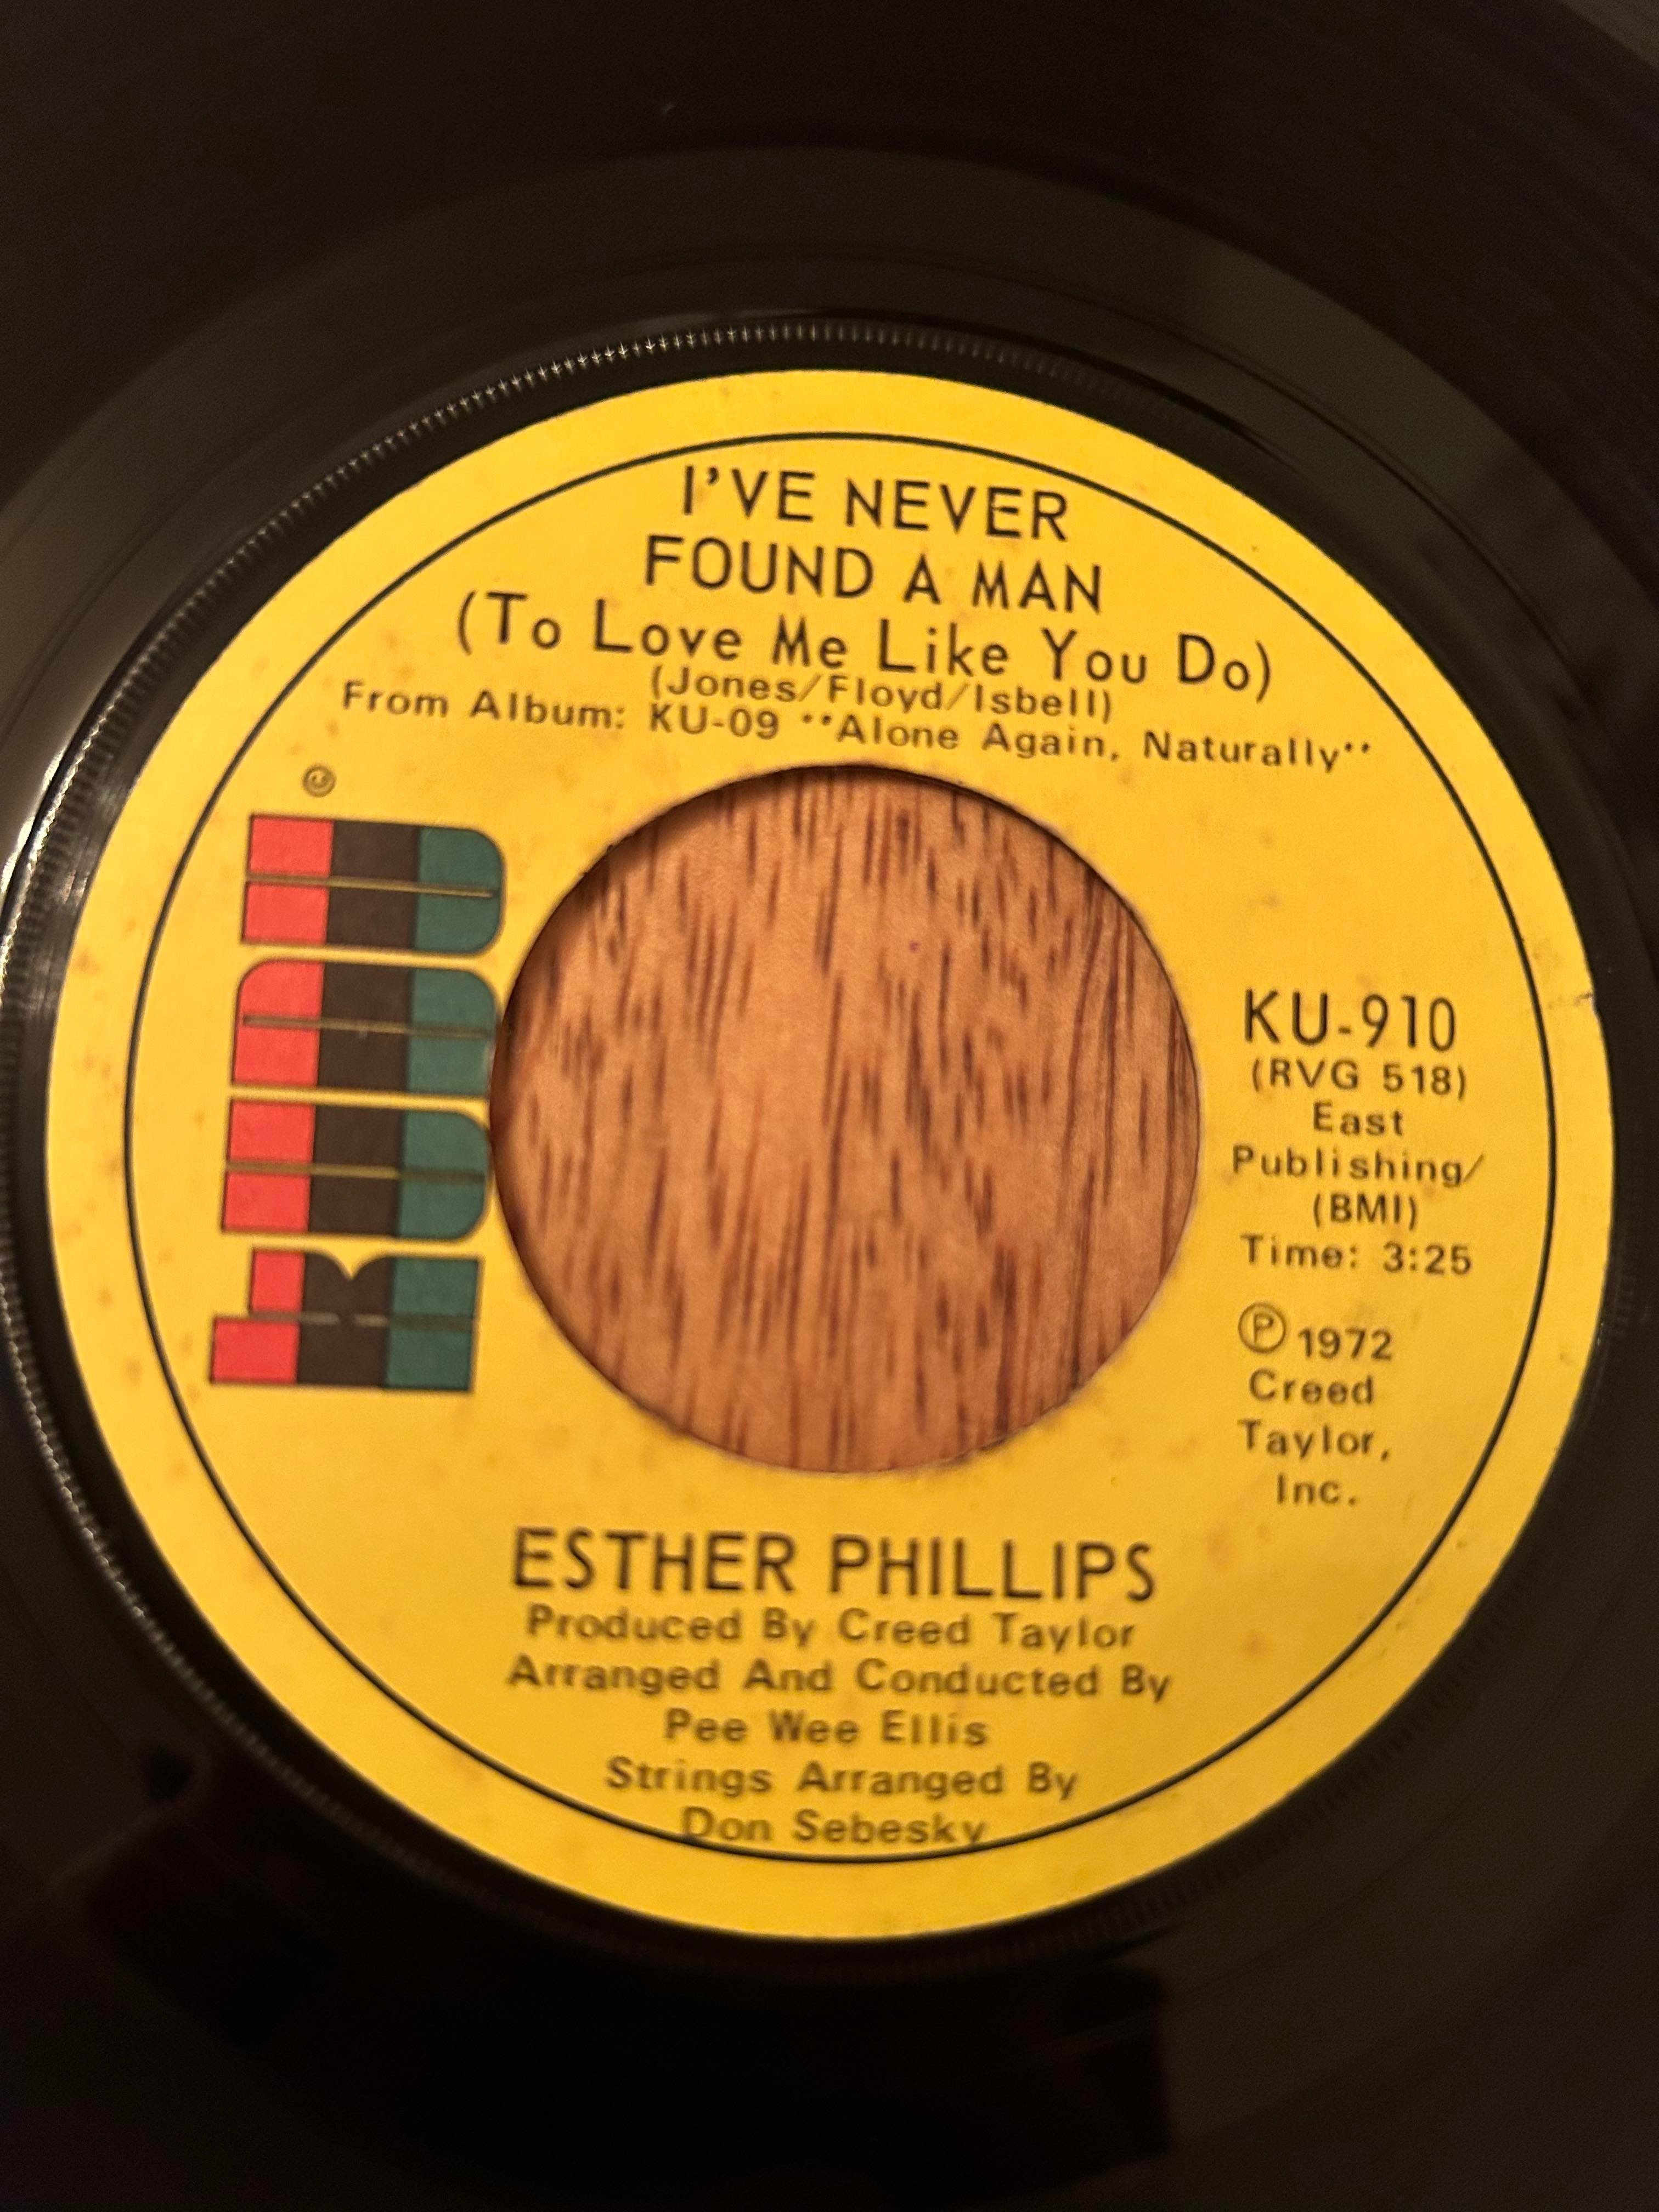 I'VE NEVER
FOUND A MAN
(To Love Me Like You Do)
(Jones/Floyd/Isbell)
From Album: KU-09 "Alone Again, Naturally"
KUDU
KU-910
(RVG 518)
East
Publishing/
(BMI)
Time: 3:25
Ⓟ 1972
Creed
Taylor,
Inc.
ESTHER PHILLIPS
Produced By Creed Taylor
Arranged And Conducted By
Pee Wee Ellis
Strings Arranged By
Don Sebesky